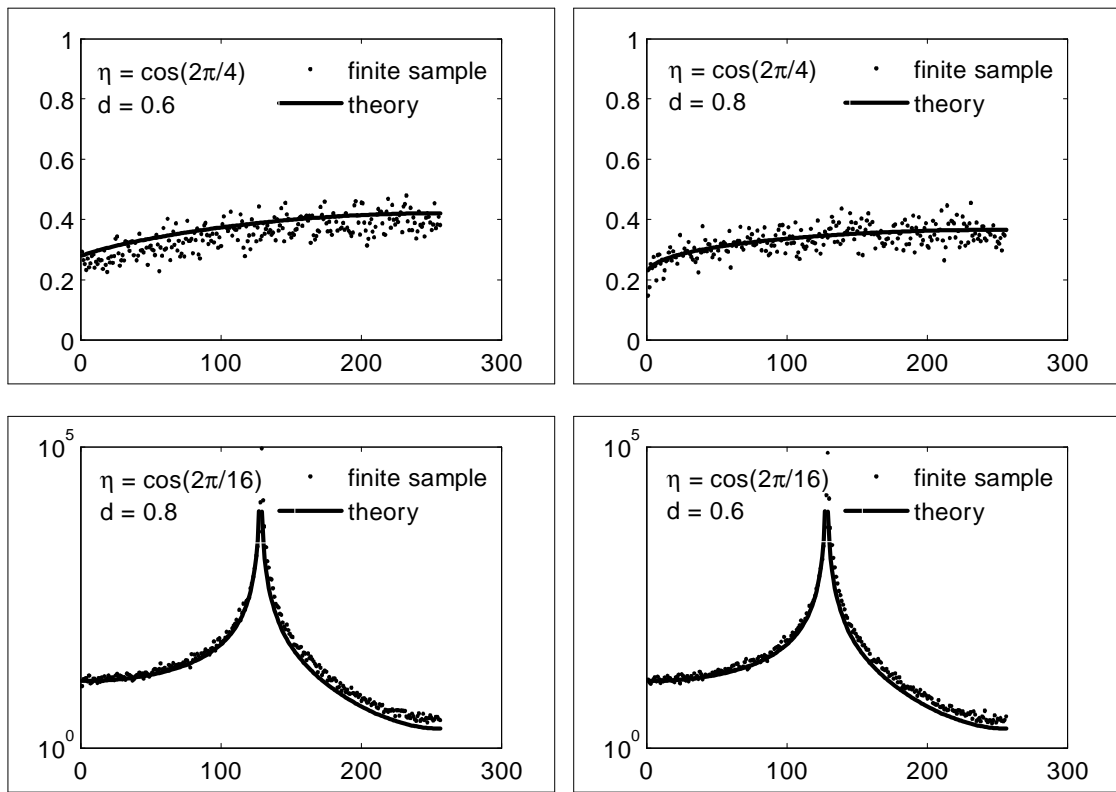 1
0.8
0.6
0.4
0.2
0
0 100 200 300
η = cos(2π/4)
d = 0.6
finite sample
theory
1
0.8
0.6
0.4
0.2
0
0 100 200 300
η = cos(2π/4)
d = 0.8
finite sample
theory
10^5
10^0
0 100 200 300
η = cos(2π/16)
d = 0.8
finite sample
theory
10^5
10^0
0 100 200 300
η = cos(2π/16)
d = 0.6
finite sample
theory